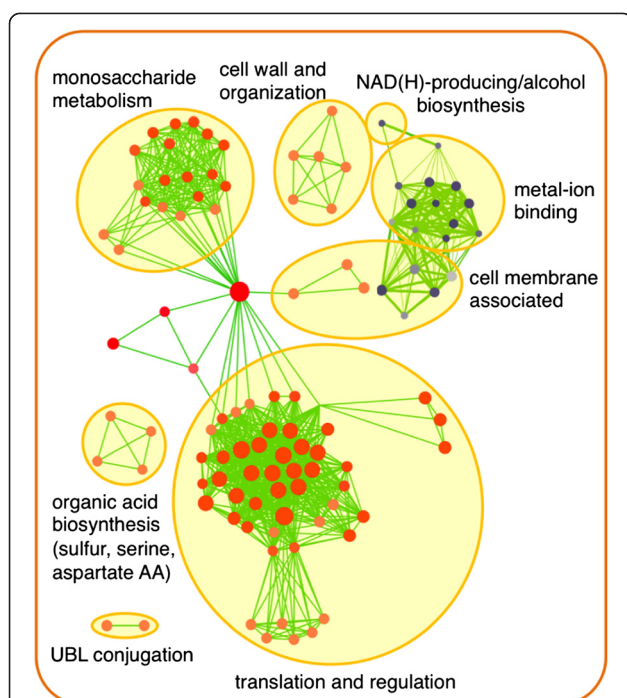 monosaccharide
metabolism
cell wall and
organization
NAD(H)-producing/alcohol
biosynthesis
metal-ion
binding
cell membrane
associated
organic acid
biosynthesis
(sulfur, serine,
aspartate AA)
UBL conjugation
translation and regulation